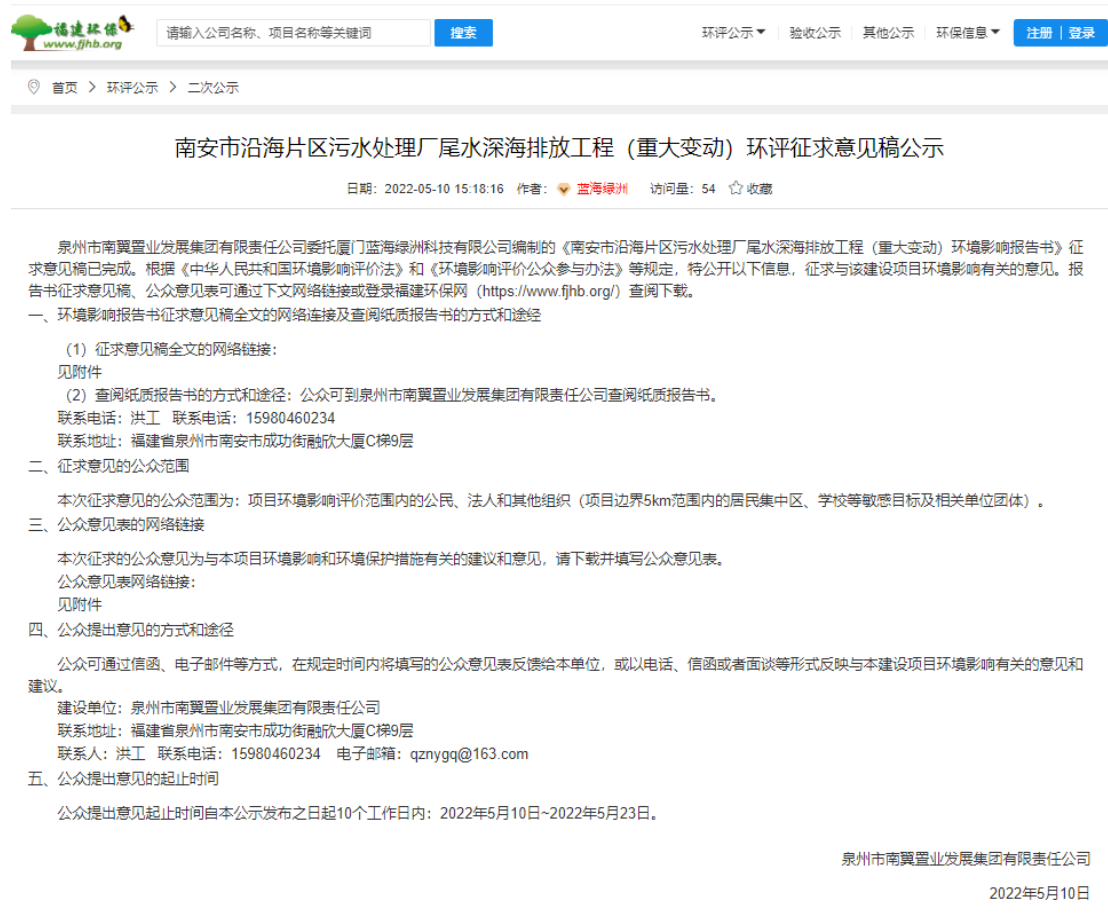 福建环保
www.fjhb.org
请输入公司名称、项目名称等关键词
搜索
环评公示 验收公示 其他公示 环保信息 注册 | 登录
首页 > 环评公示 > 二次公示
南安市沿海片区污水处理厂尾水深海排放工程（重大变动）环评征求意见稿公示
日期：2022-05-10 15:18:16 作者：蓝海绿洲 访问量：54 收藏
泉州市南翼置业发展集团有限责任公司委托厦门蓝海绿洲科技有限公司编制的《南安市沿海片区污水处理厂尾水深海排放工程（重大变动）环境影响报告书》征
求意见稿已完成。根据《中华人民共和国环境影响评价法》和《环境影响评价公众参与办法》等规定，特公开以下信息，征求与该建设项目环境影响有关的意见。报
告书征求意见稿、公众意见表可通过下文网络链接或登录福建环保网（https://www.fjhb.org/）查阅下载。
一、环境影响报告书征求意见稿全文的网络连接及查阅纸质报告书的方式和途经
（1）征求意见稿全文的网络链接：
见附件
（2）查阅纸质报告书的方式和途径：公众可到泉州市南翼置业发展集团有限责任公司查阅纸质报告书。
联系电话：洪工 联系电话：15980460234
联系地址：福建省泉州市南安市成功街融欣大厦C梯9层
二、征求意见的公众范围
本次征求意见的公众范围为：项目环境影响评价范围内的公民、法人和其他组织（项目边界5km范围内的居民集中区、学校等敏感目标及相关单位团体）。
三、公众意见表的网络链接
本次征求的公众意见为与本项目环境影响和环境保护措施有关的建议和意见，请下载并填写公众意见表。
公众意见表网络链接：
见附件
四、公众提出意见的方式和途径
公众可通过信函、电子邮件等方式，在规定时间内将填写的公众意见表反馈给本单位，或以电话、信函或者面谈等形式反映与本建设项目环境影响有关的意见和
建议。
建设单位：泉州市南翼置业发展集团有限责任公司
联系地址：福建省泉州市南安市成功街融欣大厦C梯9层
联系人：洪工 联系电话：15980460234 电子邮箱：qznygq@163.com
五、公众提出意见的起止时间
公众提出意见起止时间自本公示发布之日起10个工作日内：2022年5月10日~2022年5月23日。
泉州市南翼置业发展集团有限责任公司
2022年5月10日